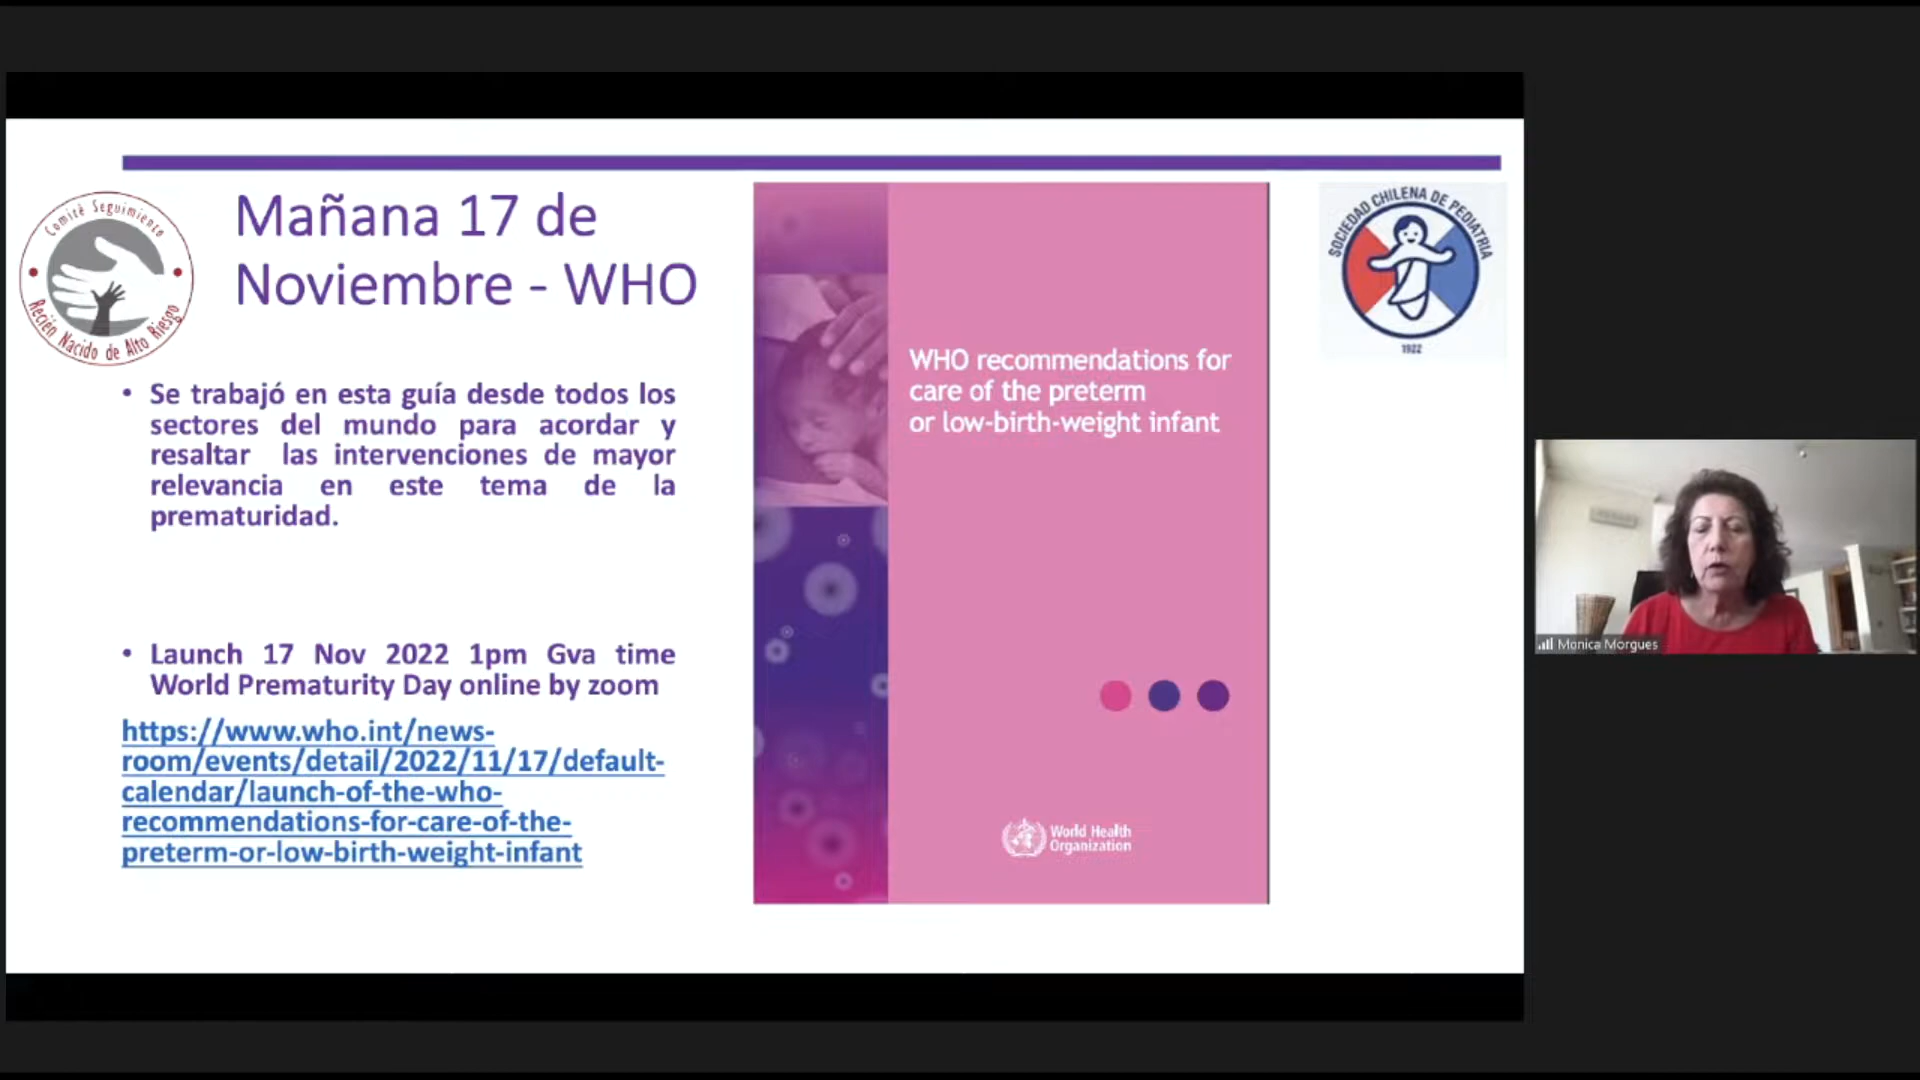 Comitè Seguimiento
Recién Nacido de Alto Riesgo
Mañana 17 de
Noviembre - WHO
• Se trabajó en esta guía desde todos los
sectores del mundo para acordar y
resaltar las intervenciones de mayor
relevancia en este tema de la
prematuridad.
• Launch 17 Nov 2022 1pm Gva time
World Prematurity Day online by zoom
https://www.who.int/news-
room/events/detail/2022/11/17/default-
calendar/launch-of-the-who-
recommendations-for-care-of-the-
preterm-or-low-birth-weight-infant
WHO recommendations for
care of the preterm
or low-birth-weight infant
World Health
Organization
SOCIEDAD CHILENA DE PEDIATRIA
1922
Monica Morgues